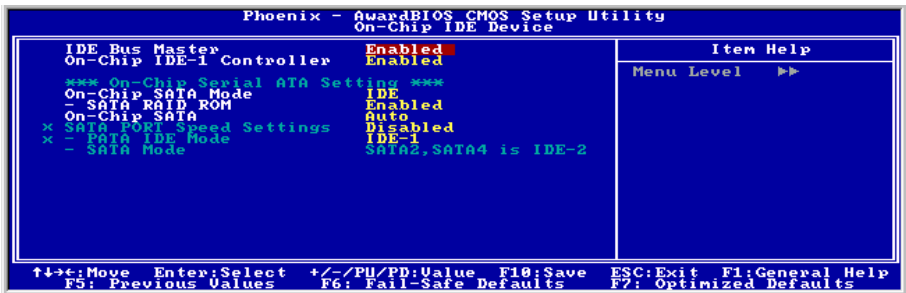 Phoenix - AwardBIOS CMOS Setup Utility
On-Chip IDE Device
IDE Bus Master Enabled
On-Chip IDE-1 Controller Enabled
*** On-Chip Serial ATA Setting ***
On-Chip SATA Mode IDE
- SATA RAID ROM Enabled
On-Chip SATA Auto
x SATA PORT Speed Settings Disabled
x - PATA IDE Mode IDE-1
- SATA Mode SATA2,SATA4 is IDE-2
Item Help
Menu Level ►►
↑↓→←:Move Enter:Select +/-/PU/PD:Value F10:Save ESC:Exit F1:General Help
F5: Previous Values F6: Fail-Safe Defaults F7: Optimized Defaults